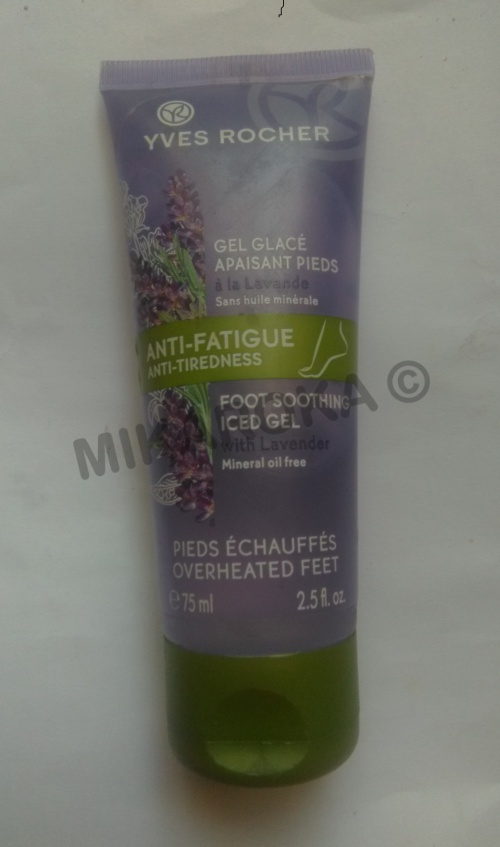 YVES ROCHER
GEL GLACÉ
APAISANT PIEDS
à la Lavande
Sans huile minérale
ANTI-FATIGUE
ANTI-TIREDNESS
FOOT SOOTHING
ICED GEL
with Lavender
Mineral oil free
PIEDS ÉCHAUFFÉS
OVERHEATED FEET
℮ 75 ml 2.5 fl. oz.